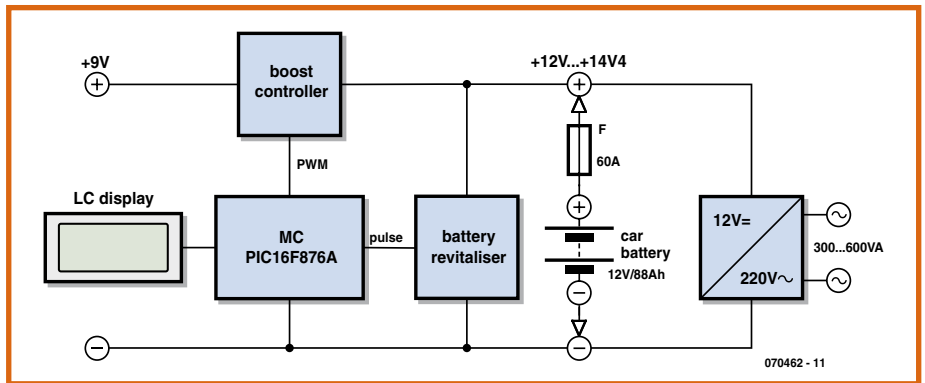 +9V
boost
controller
+12V...+14V4
F
60A
PWM
LC display
MC
PIC16F876A
pulse
battery
revitaliser
car
battery
12V/88Ah
12V=
220V~
300...600VA
070462 - 11